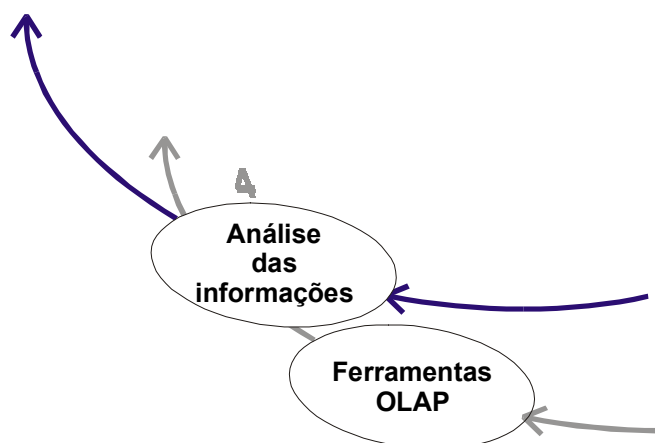 4
Análise
das
informações
Ferramentas
OLAP